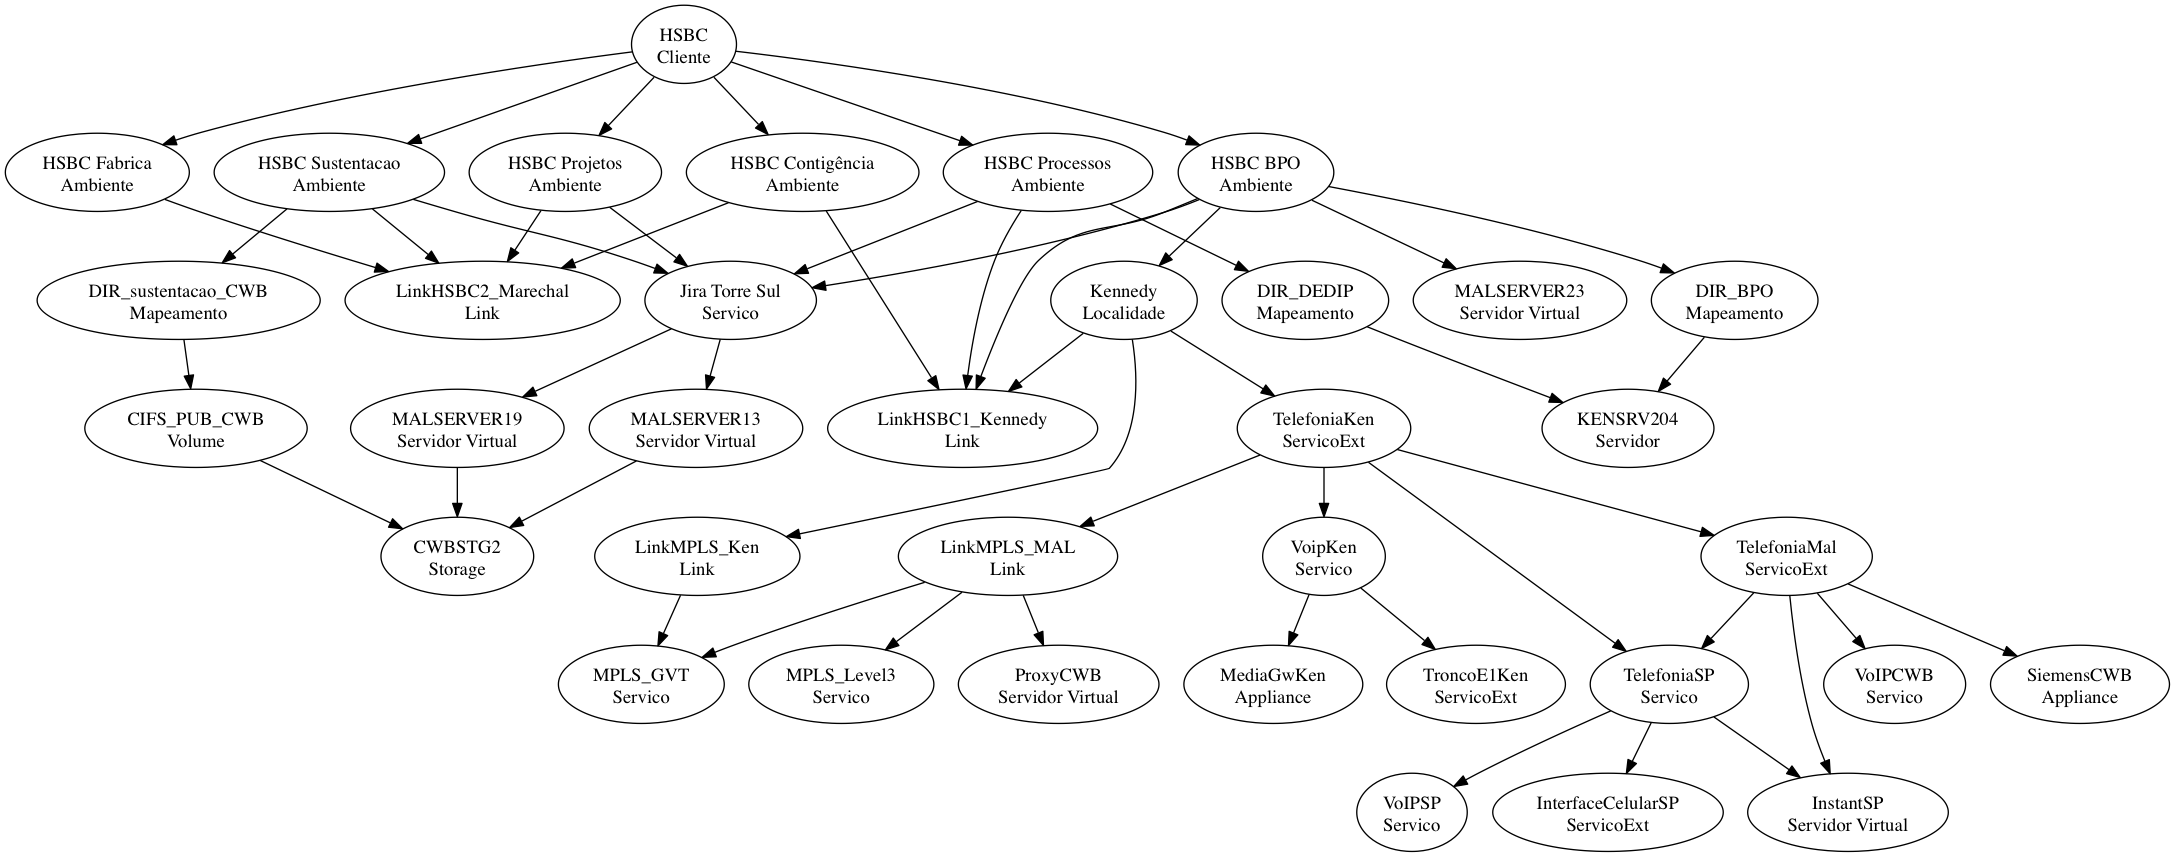 HSBC
Cliente
HSBC Fabrica
Ambiente
HSBC Sustentacao
Ambiente
HSBC Projetos
Ambiente
HSBC Contigência
Ambiente
HSBC Processos
Ambiente
HSBC BPO
Ambiente
DIR_sustentacao_CWB
Mapeamento
LinkHSBC2_Marechal
Link
Jira Torre Sul
Servico
Kennedy
Localidade
DIR_DEDIP
Mapeamento
MALSERVER23
Servidor Virtual
DIR_BPO
Mapeamento
CIFS_PUB_CWB
Volume
MALSERVER19
Servidor Virtual
MALSERVER13
Servidor Virtual
LinkHSBC1_Kennedy
Link
TelefoniaKen
ServicoExt
KENSRV204
Servidor
CWBSTG2
Storage
LinkMPLS_Ken
Link
LinkMPLS_MAL
Link
VoipKen
Servico
TelefoniaMal
ServicoExt
MPLS_GVT
Servico
MPLS_Level3
Servico
ProxyCWB
Servidor Virtual
MediaGwKen
Appliance
TroncoE1Ken
ServicoExt
TelefoniaSP
Servico
VoIPCWB
Servico
SiemensCWB
Appliance
VoIPSP
Servico
InterfaceCelularSP
ServicoExt
InstantSP
Servidor Virtual